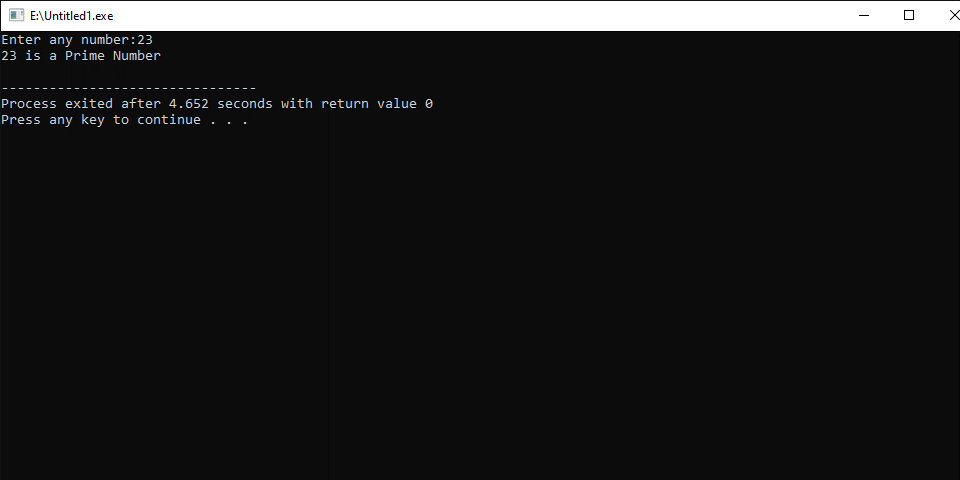 E:\Untitled1.exe
Enter any number:23
23 is a Prime Number
--------------------------------
Process exited after 4.652 seconds with return value 0
Press any key to continue . . .